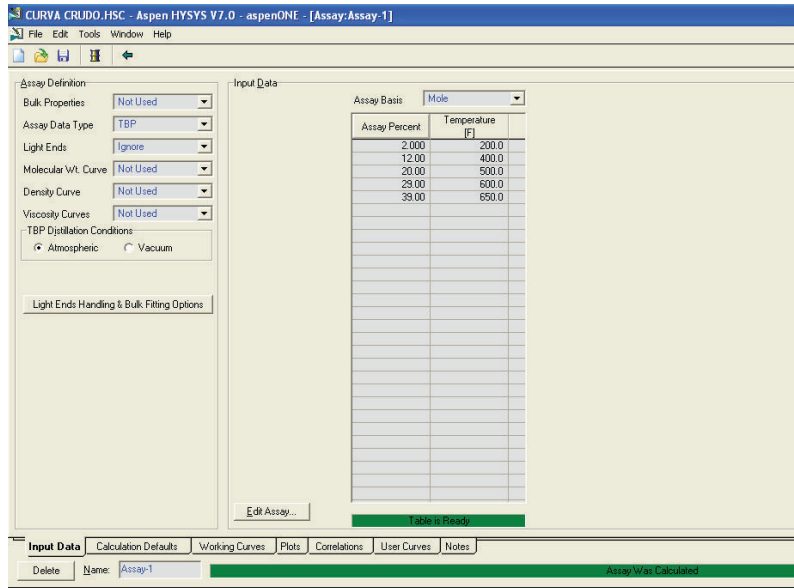 CURVA CRUDO.HSC - Aspen HYSYS V7.0 - aspenONE - [Assay:Assay-1]
File Edit Tools Window Help
Assay Definition
Bulk Properties Not Used
Assay Data Type TBP
Light Ends Ignore
Molecular Wt. Curve Not Used
Density Curve Not Used
Viscosity Curves Not Used
TBP Distillation Conditions
Atmospheric Vacuum
Light Ends Handling & Bulk Fitting Options
Input Data
Assay Basis Mole
Assay Percent Temperature [F]
2.000 200.0
12.00 400.0
20.00 500.0
29.00 600.0
39.00 650.0
Edit Assay...
Table is Ready
Input Data Calculation Defaults Working Curves Plots Correlations User Curves Notes
Delete Name: Assay-1 Assay Was Calculated